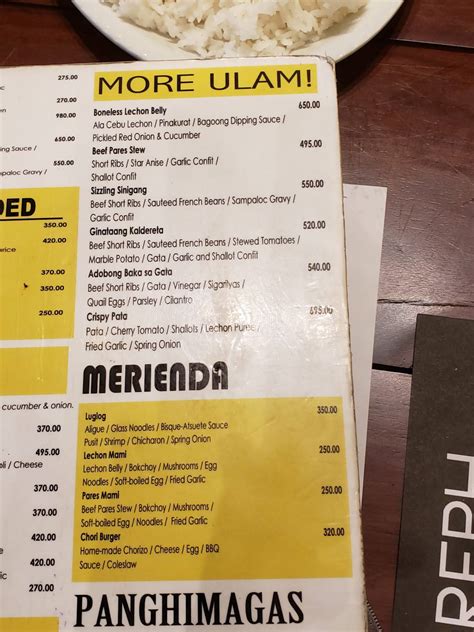 275.00
270.00
980.00
650.00
550.00
350.00
420.00
370.00
350.00
cucumber & onion.
370.00
495.00
/ Cheese
370.00
370.00
420.00
420.00
270.00
MORE ULAM!
Boneless Lechon Belly 650.00
Ala Cebu Lechon / Pinakurat / Bagoong Dipping Sauce /
Pickled Red Onion & Cucumber
Beef Pares Stew 495.00
Short Ribs / Star Anise / Garlic Confit /
Shallot Confit
Sizzling Sinigang 550.00
Beef Short Ribs / Sauteed French Beans / Sampaloc Gravy /
Garlic Confit
Ginataang Kaldereta 520.00
Beef Short Ribs / Sauteed French Beans / Stewed Tomatoes /
Marble Potato / Gata / Garlic and Shallot Confit
Adobong Baka sa Gata 540.00
Beef Short Ribs / Gata / Vinegar / Sigarilyas /
Quail Eggs / Parsley / Cilantro
Crispy Pata 695.00
Pata / Cherry Tomato / Shallots / Lechon Puree /
Fried Garlic / Spring Onion
MERIENDA
Luglog 350.00
Aligue / Glass Noodles / Bisque-Atsuete Sauce
Pusit / Shrimp / Chicharon / Spring Onion
Lechon Mami 250.00
Lechon Belly / Bokchoy / Mushrooms / Egg
Noodles / Soft-boiled Egg / Fried Garlic
Pares Mami 250.00
Beef Pares Stew / Bokchoy / Mushrooms /
Soft-boiled Egg / Noodles / Fried Garlic
Chori Burger 320.00
Home-made Chorizo / Cheese / Egg / BBQ
Sauce / Coleslaw
PANGHIMAGAS